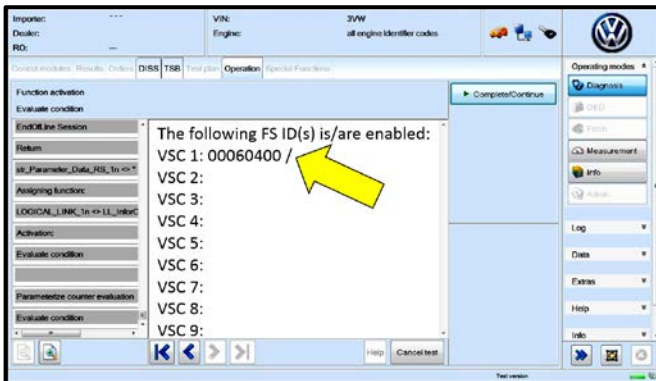 Importer: ---
Dealer:
RO: ---
VIN: 3VW
Engine: all engine identifier codes
Control modules Results Orders DISS TSB Test plan Operation Special Functions
Function activation
Evaluate condition
EndOfLine Session
Return
str_Parameter_Data_RS_1n <> "
Assigning function:
LOGICAL_LINK_1n <> LL_InforC
Activation:
Evaluate condition
Parameterize counter evaluation
Evaluate condition
The following FS ID(s) is/are enabled:
VSC 1: 00060400 /
VSC 2:
VSC 3:
VSC 4:
VSC 5:
VSC 6:
VSC 7:
VSC 8:
VSC 9:
Help Cancel test
Complete/Continue
Operating modes
Diagnosis
OBD
Flash
Measurement
Info
Admin
Log
Data
Extras
Help
Info
Test version